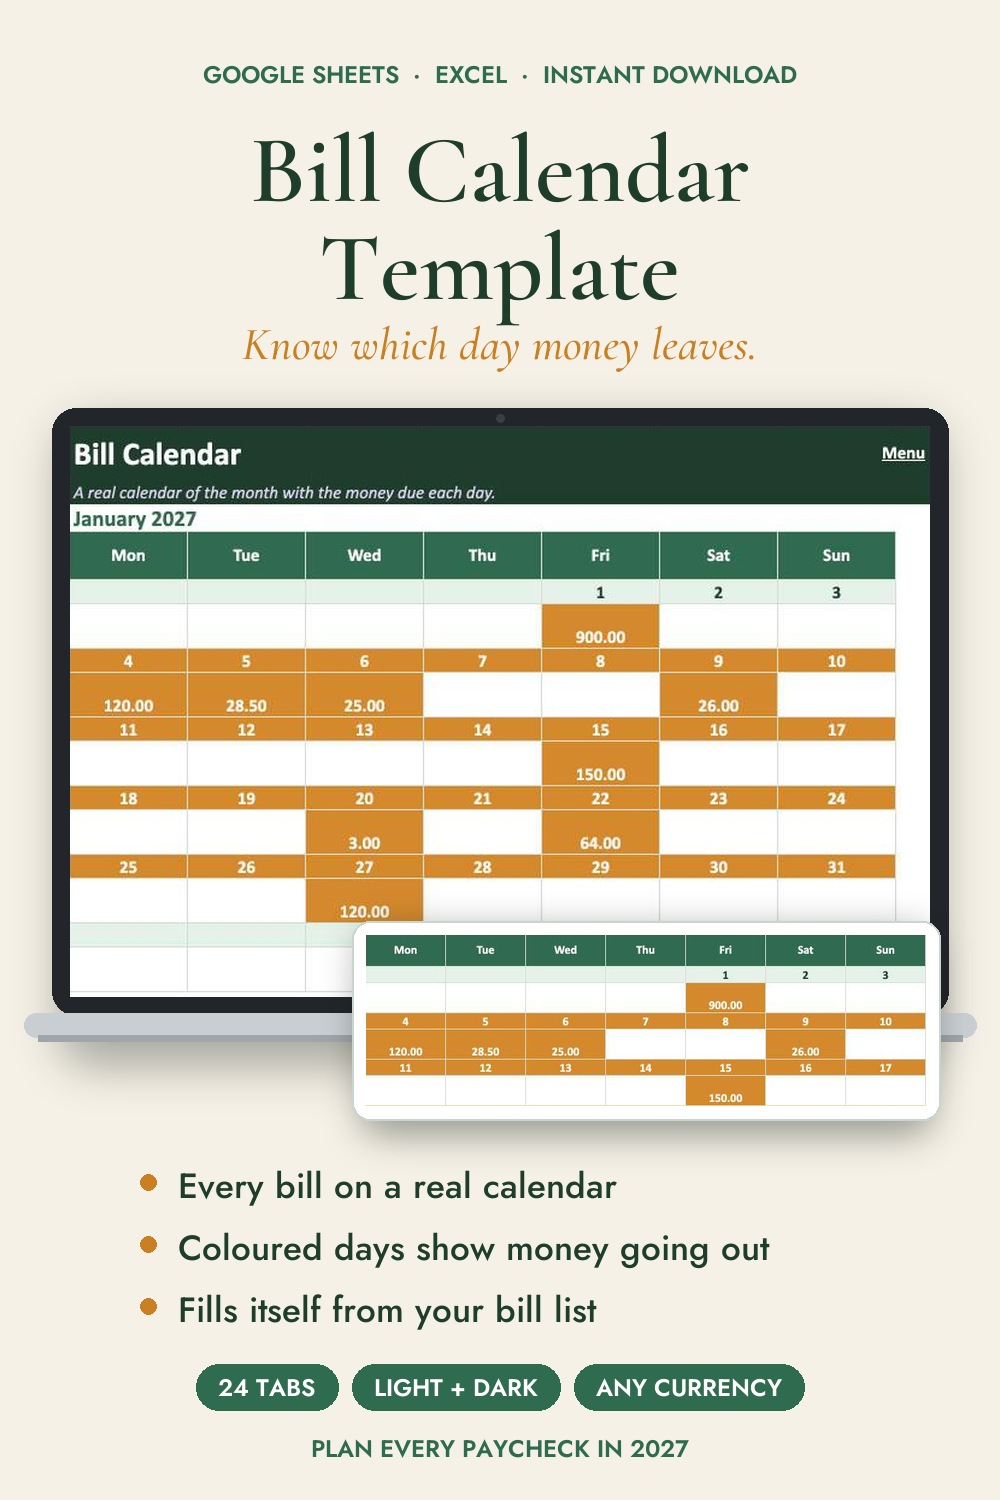 GOOGLE SHEETS · EXCEL · INSTANT DOWNLOAD
Bill Calendar
Template
Know which day money leaves.
Bill Calendar
Menu
A real calendar of the month with the money due each day.
January 2027
Mon Tue Wed Thu Fri Sat Sun
1 2 3
900.00
4 5 6 7 8 9 10
120.00 28.50 25.00 26.00
11 12 13 14 15 16 17
150.00
18 19 20 21 22 23 24
3.00 64.00
25 26 27 28 29 30 31
120.00
Mon Tue Wed Thu Fri Sat Sun
1 2 3
900.00
4 5 6 7 8 9 10
120.00 28.50 25.00 26.00
11 12 13 14 15 16 17
150.00
Every bill on a real calendar
Coloured days show money going out
Fills itself from your bill list
24 TABS LIGHT + DARK ANY CURRENCY
PLAN EVERY PAYCHECK IN 2027